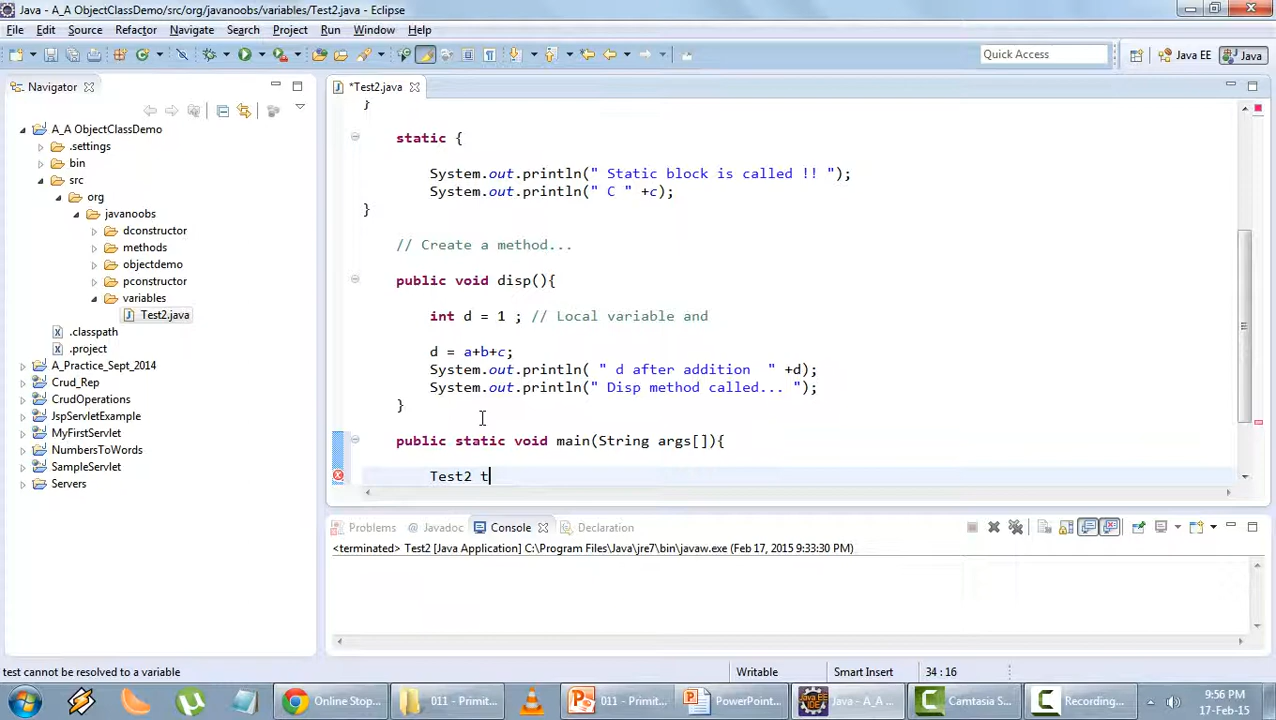 Java - A_A ObjectClassDemo/src/org/javanoobs/variables/Test2.java - Eclipse
File Edit Source Refactor Navigate Search Project Run Window Help
Quick Access
Java EE
Java
Navigator
A_A ObjectClassDemo
.settings
bin
src
org
javanoobs
dconstructor
methods
objectdemo
pconstructor
variables
Test2.java
.classpath
.project
A_Practice_Sept_2014
Crud_Rep
CrudOperations
JspServletExample
MyFirstServlet
NumbersToWords
SampleServlet
Servers
*Test2.java
}
static {
System.out.println(" Static block is called !! ");
System.out.println(" C " +c);
}
// Create a method...
public void disp(){
int d = 1 ; // Local variable and
d = a+b+c;
System.out.println( " d after addition  " +d);
System.out.println(" Disp method called... ");
}
public static void main(String args[]){
Test2 t
Problems Javadoc Console Declaration
<terminated> Test2 [Java Application] C:\Program Files\Java\jre7\bin\javaw.exe (Feb 17, 2015 9:33:30 PM)
test cannot be resolved to a variable
Writable
Smart Insert
34 : 16
Online Stop...
011 - Primit...
011 - Primit...
PowerPoint...
Java - A_A ...
Camtasia S...
Recording...
9:56 PM
17-Feb-15